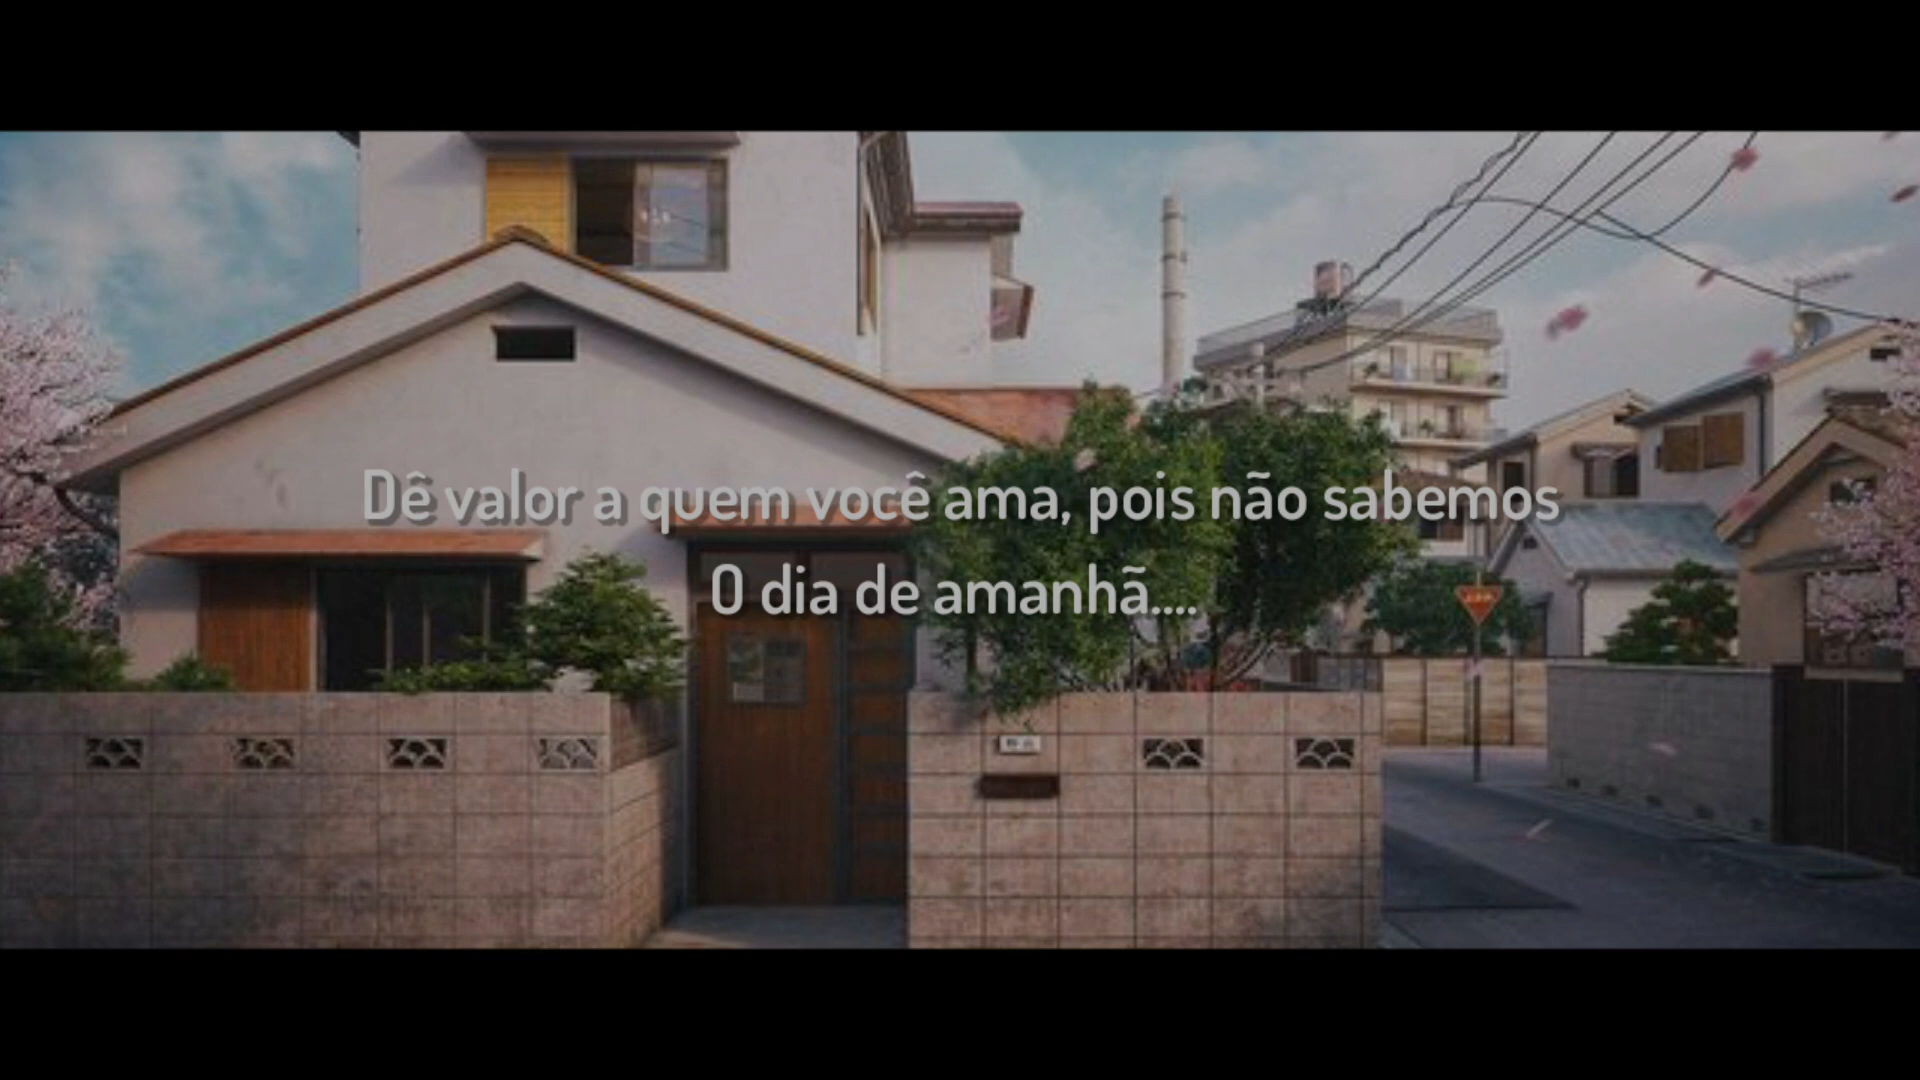 Dê valor a quem você ama, pois não sabemos
O dia de amanhã....